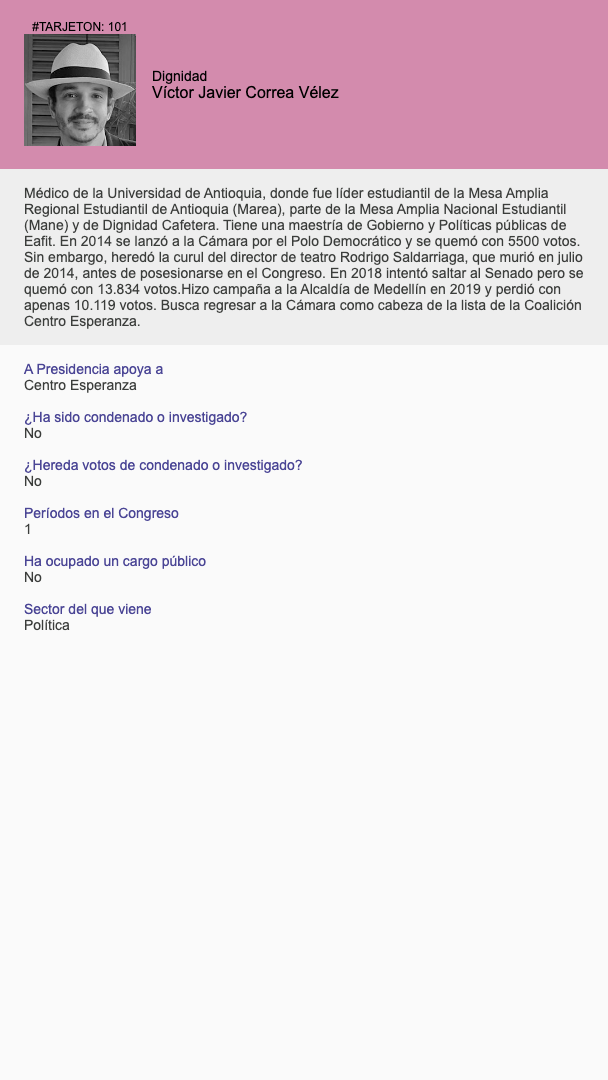 #TARJETON: 101
Dignidad
Víctor Javier Correa Vélez
Médico de la Universidad de Antioquia, donde fue líder estudiantil de la Mesa Amplia
Regional Estudiantil de Antioquia (Marea), parte de la Mesa Amplia Nacional Estudiantil
(Mane) y de Dignidad Cafetera. Tiene una maestría de Gobierno y Políticas públicas de
Eafit. En 2014 se lanzó a la Cámara por el Polo Democrático y se quemó con 5500 votos.
Sin embargo, heredó la curul del director de teatro Rodrigo Saldarriaga, que murió en julio
de 2014, antes de posesionarse en el Congreso. En 2018 intentó saltar al Senado pero se
quemó con 13.834 votos.Hizo campaña a la Alcaldía de Medellín en 2019 y perdió con
apenas 10.119 votos. Busca regresar a la Cámara como cabeza de la lista de la Coalición
Centro Esperanza.
A Presidencia apoya a
Centro Esperanza
¿Ha sido condenado o investigado?
No
¿Hereda votos de condenado o investigado?
No
Períodos en el Congreso
1
Ha ocupado un cargo público
No
Sector del que viene
Política